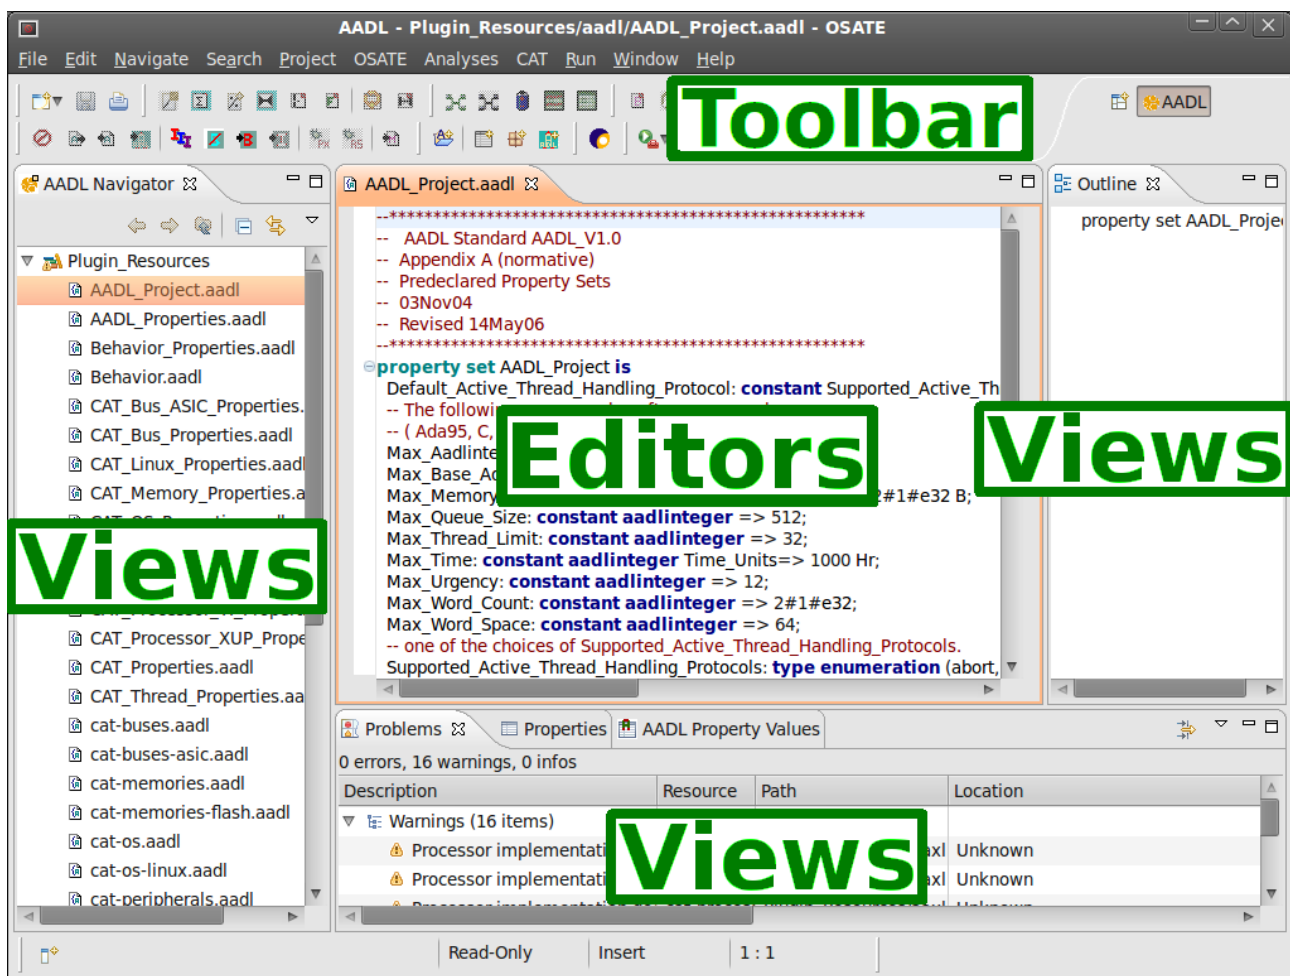 AADL - Plugin_Resources/aadl/AADL_Project.aadl - OSATE
File Edit Navigate Search Project OSATE Analyses CAT Run Window Help
Toolbar
AADL
AADL Navigator
Plugin_Resources
AADL_Project.aadl
AADL_Properties.aadl
Behavior_Properties.aadl
Behavior.aadl
CAT_Bus_ASIC_Properties.
CAT_Bus_Properties.aadl
CAT_Linux_Properties.aadl
CAT_Memory_Properties.a
Views
CAT_Processor_XUP_Prope
CAT_Properties.aadl
CAT_Thread_Properties.aa
cat-buses.aadl
cat-buses-asic.aadl
cat-memories.aadl
cat-memories-flash.aadl
cat-os.aadl
cat-os-linux.aadl
cat-peripherals.aadl
AADL_Project.aadl
--******************************************************
-- AADL Standard AADL_V1.0
-- Appendix A (normative)
-- Predeclared Property Sets
-- 03Nov04
-- Revised 14May06
--******************************************************
property set AADL_Project is
Default_Active_Thread_Handling_Protocol: constant Supported_Active_Th
-- The followi
-- ( Ada95, C,
Max_Aadlinte
Max_Base_Ad
Max_Memory 2#1#e32 B;
Editors
Max_Queue_Size: constant aadlinteger => 512;
Max_Thread_Limit: constant aadlinteger => 32;
Max_Time: constant aadlinteger Time_Units=> 1000 Hr;
Max_Urgency: constant aadlinteger => 12;
Max_Word_Count: constant aadlinteger => 2#1#e32;
Max_Word_Space: constant aadlinteger => 64;
-- one of the choices of Supported_Active_Thread_Handling_Protocols.
Supported_Active_Thread_Handling_Protocols: type enumeration (abort,
Outline
property set AADL_Proje
Views
Problems Properties AADL Property Values
0 errors, 16 warnings, 0 infos
Description Resource Path Location
Warnings (16 items)
Processor implementati axl Unknown
Processor implementati axl Unknown
Views
Read-Only Insert 1 : 1